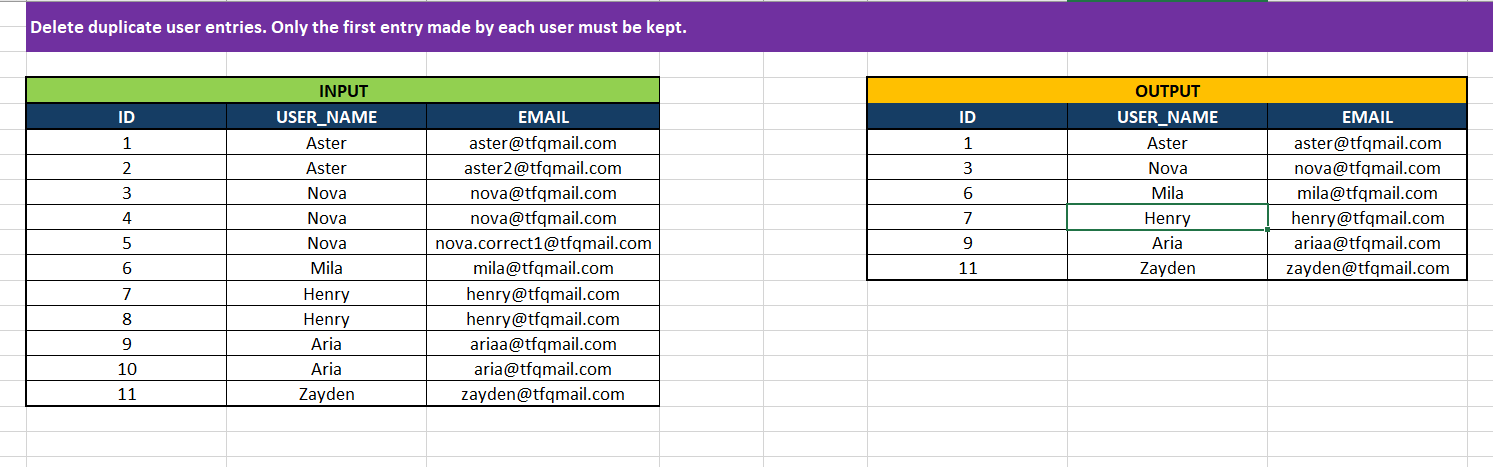 Delete duplicate user entries. Only the first entry made by each user must be kept.
INPUT
ID USER_NAME EMAIL
1 Aster aster@tfqmail.com
2 Aster aster2@tfqmail.com
3 Nova nova@tfqmail.com
4 Nova nova@tfqmail.com
5 Nova nova.correct1@tfqmail.com
6 Mila mila@tfqmail.com
7 Henry henry@tfqmail.com
8 Henry henry@tfqmail.com
9 Aria ariaa@tfqmail.com
10 Aria aria@tfqmail.com
11 Zayden zayden@tfqmail.com
OUTPUT
ID USER_NAME EMAIL
1 Aster aster@tfqmail.com
3 Nova nova@tfqmail.com
6 Mila mila@tfqmail.com
7 Henry henry@tfqmail.com
9 Aria ariaa@tfqmail.com
11 Zayden zayden@tfqmail.com